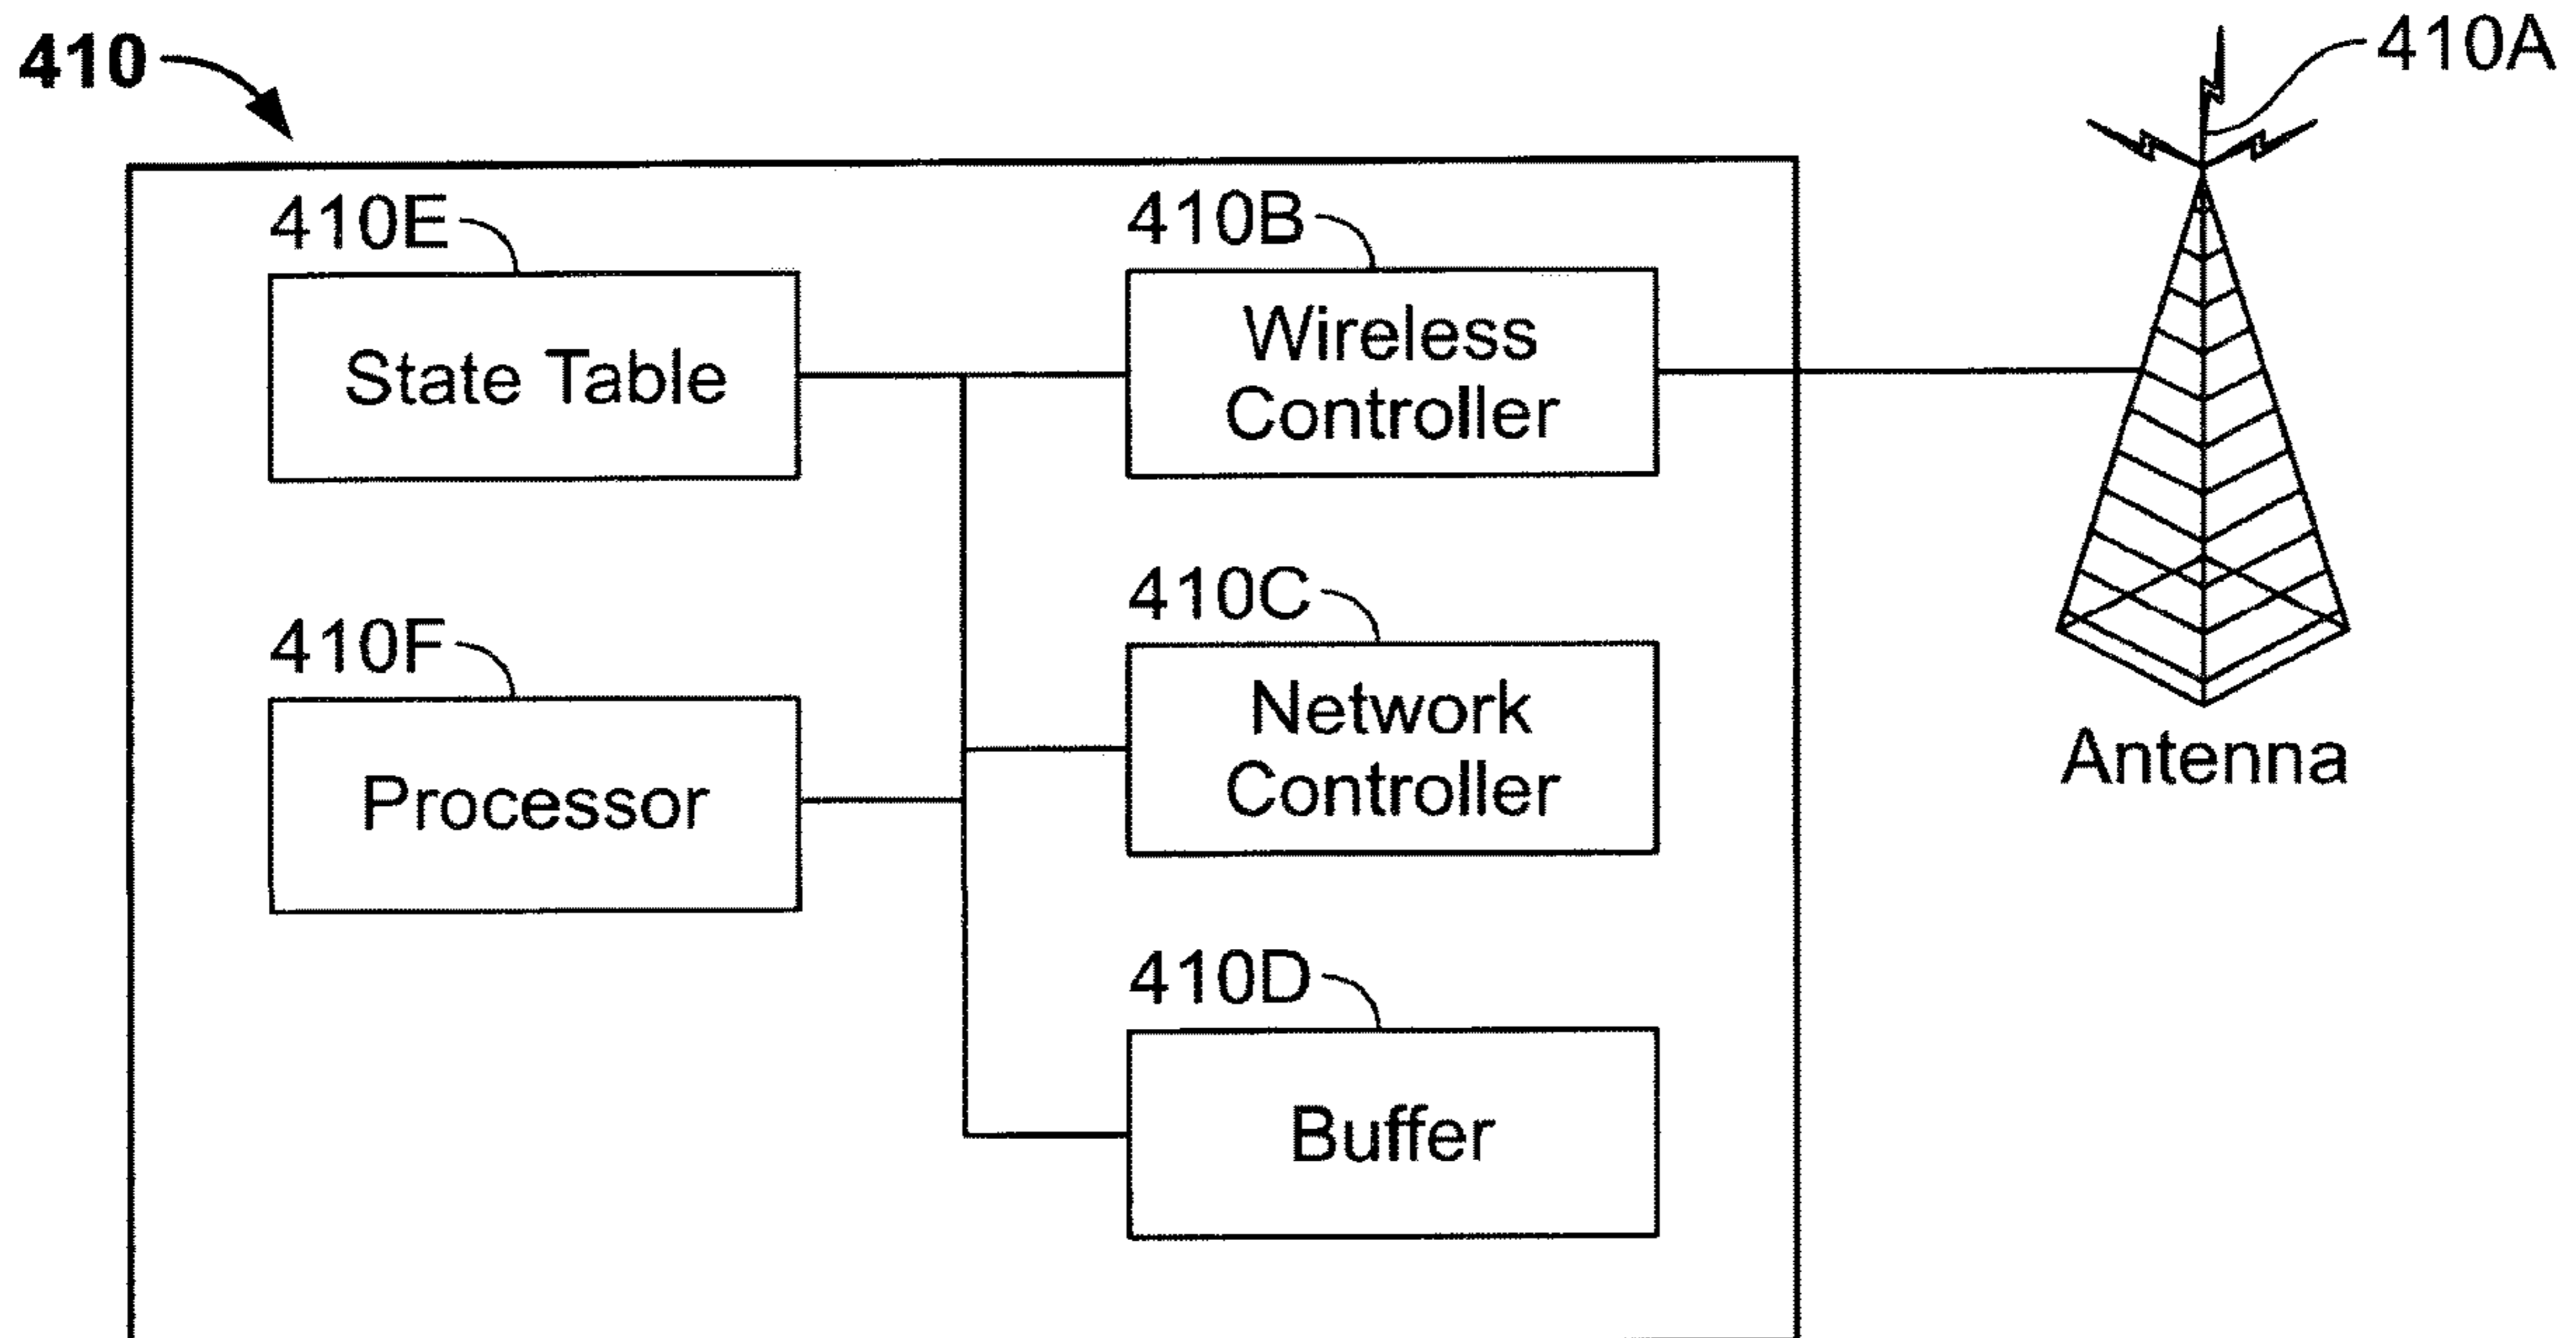 410
410A
410E
410B
State Table
Wireless
Controller
410F
410C
Processor
Network
Controller
Antenna
410D
Buffer